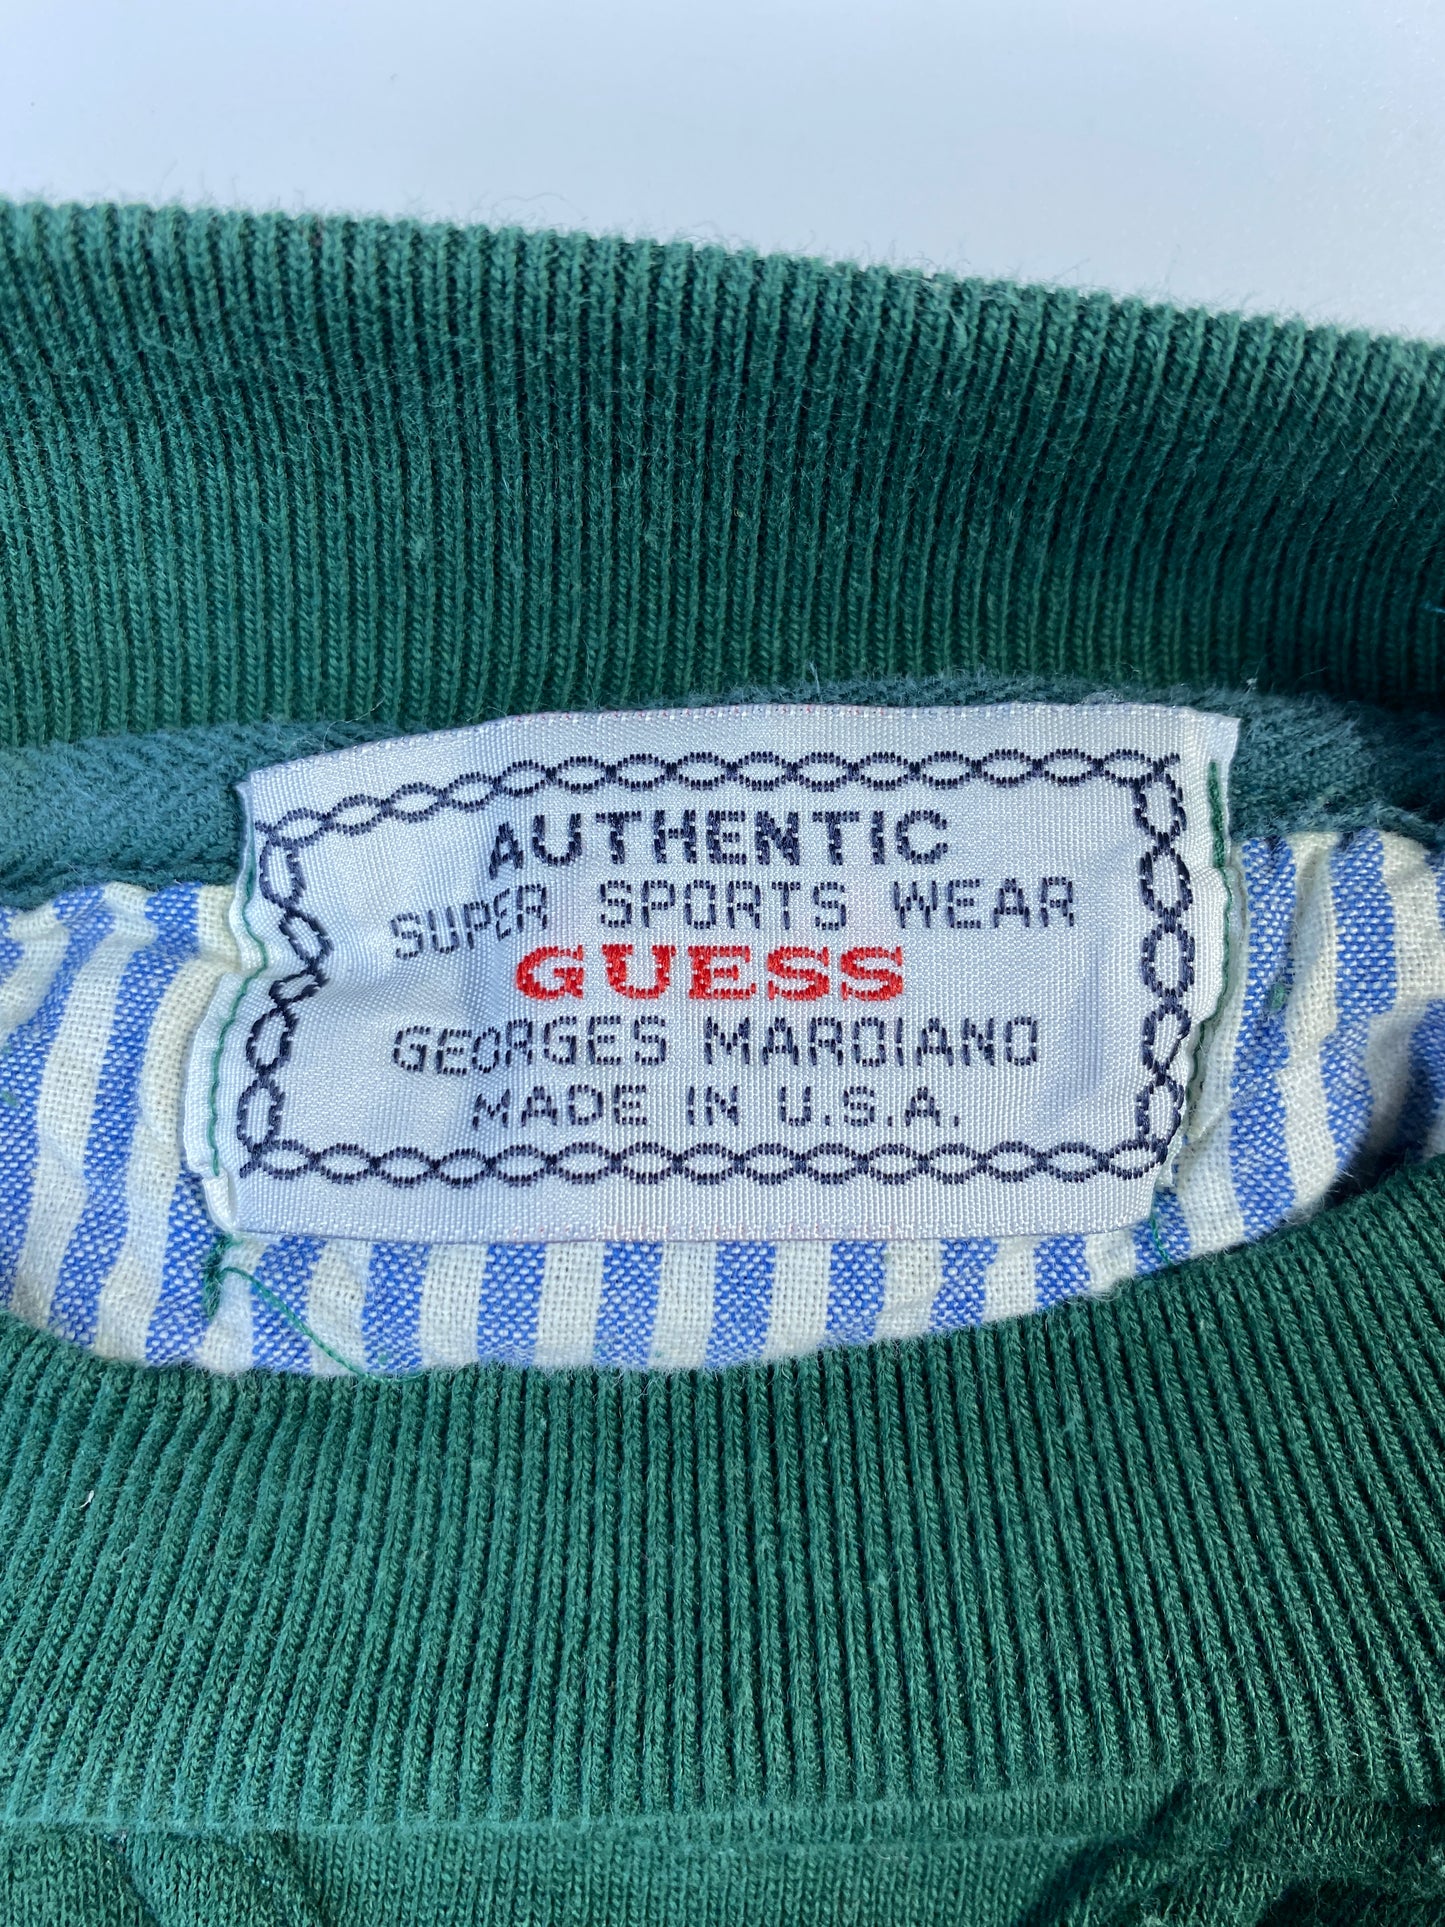 AUTHENTIC
SUPER SPORTS WEAR
GUESS
GEORGES MARCIANO
MADE IN U.S.A.